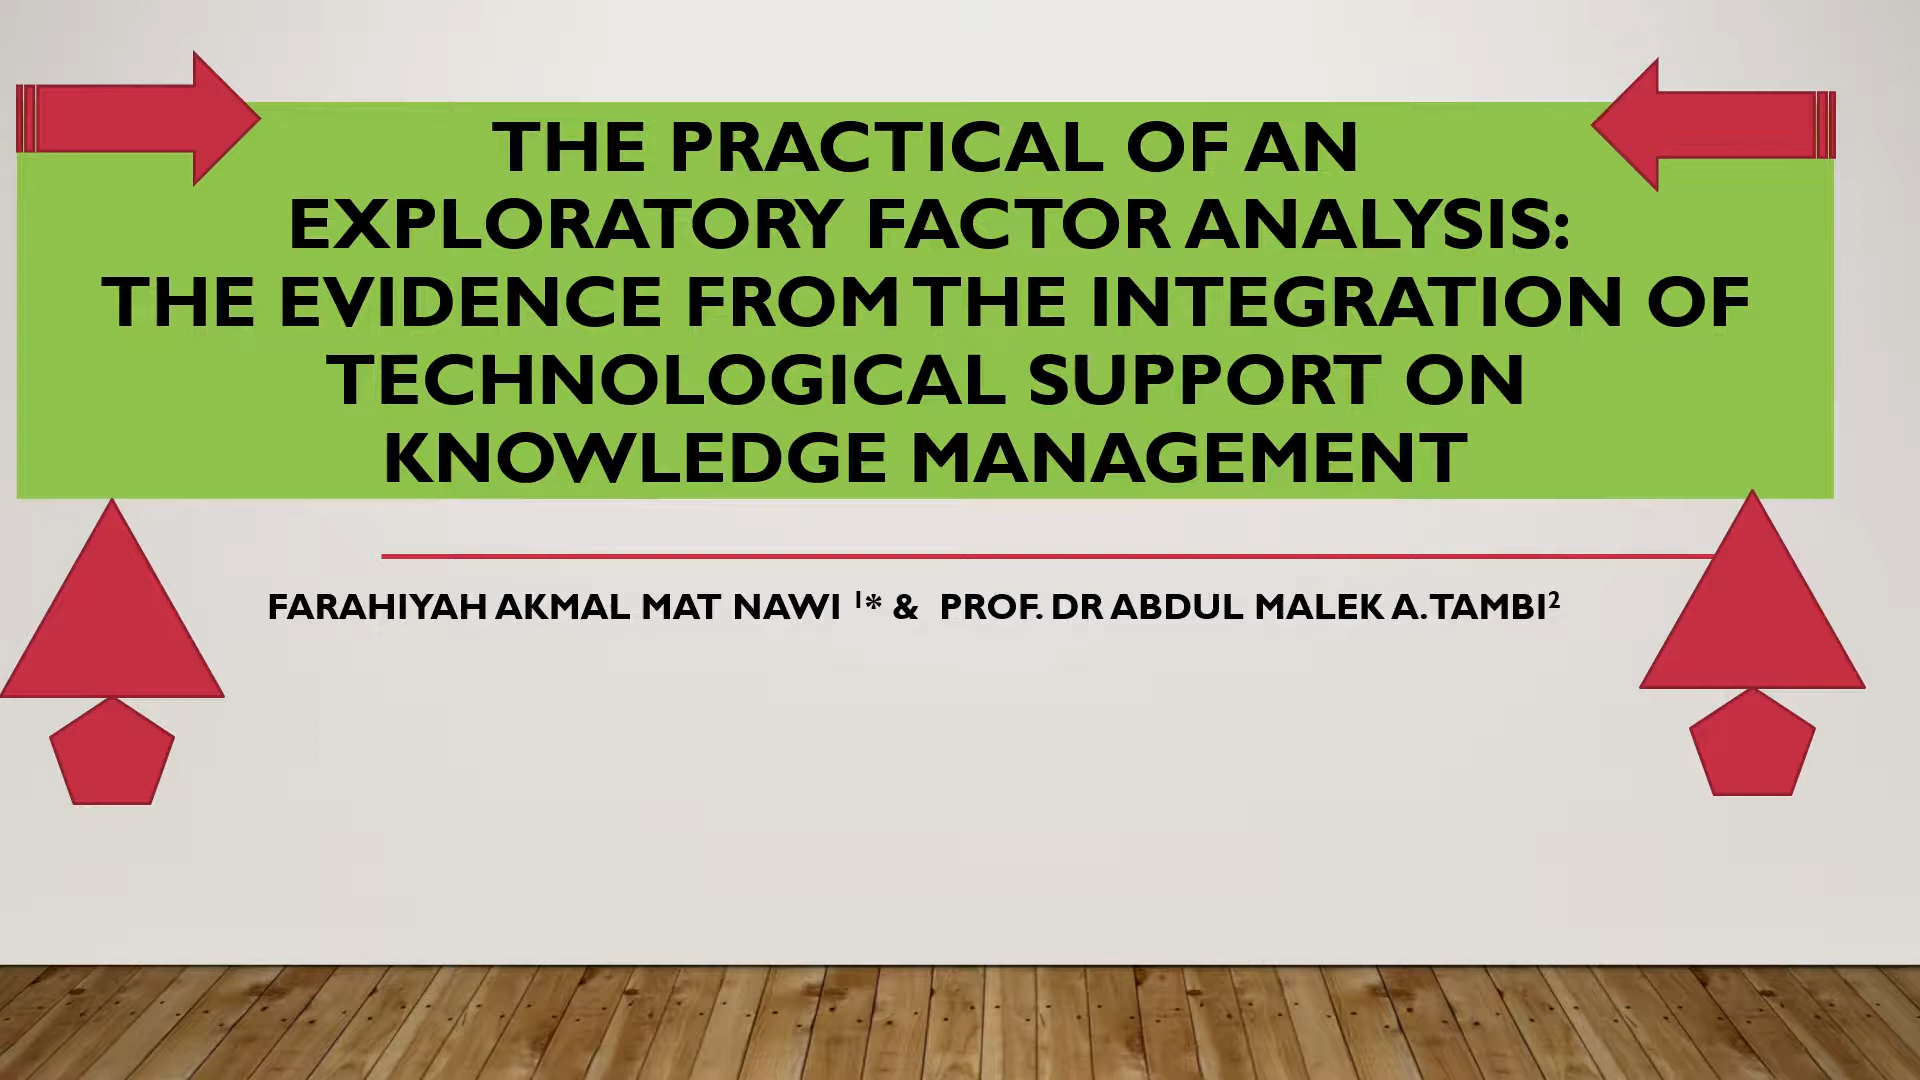 THE PRACTICAL OF AN
EXPLORATORY FACTOR ANALYSIS:
THE EVIDENCE FROM THE INTEGRATION OF
TECHNOLOGICAL SUPPORT ON
KNOWLEDGE MANAGEMENT
FARAHIYAH AKMAL MAT NAWI ¹* & PROF. DR ABDUL MALEK A. TAMBI²